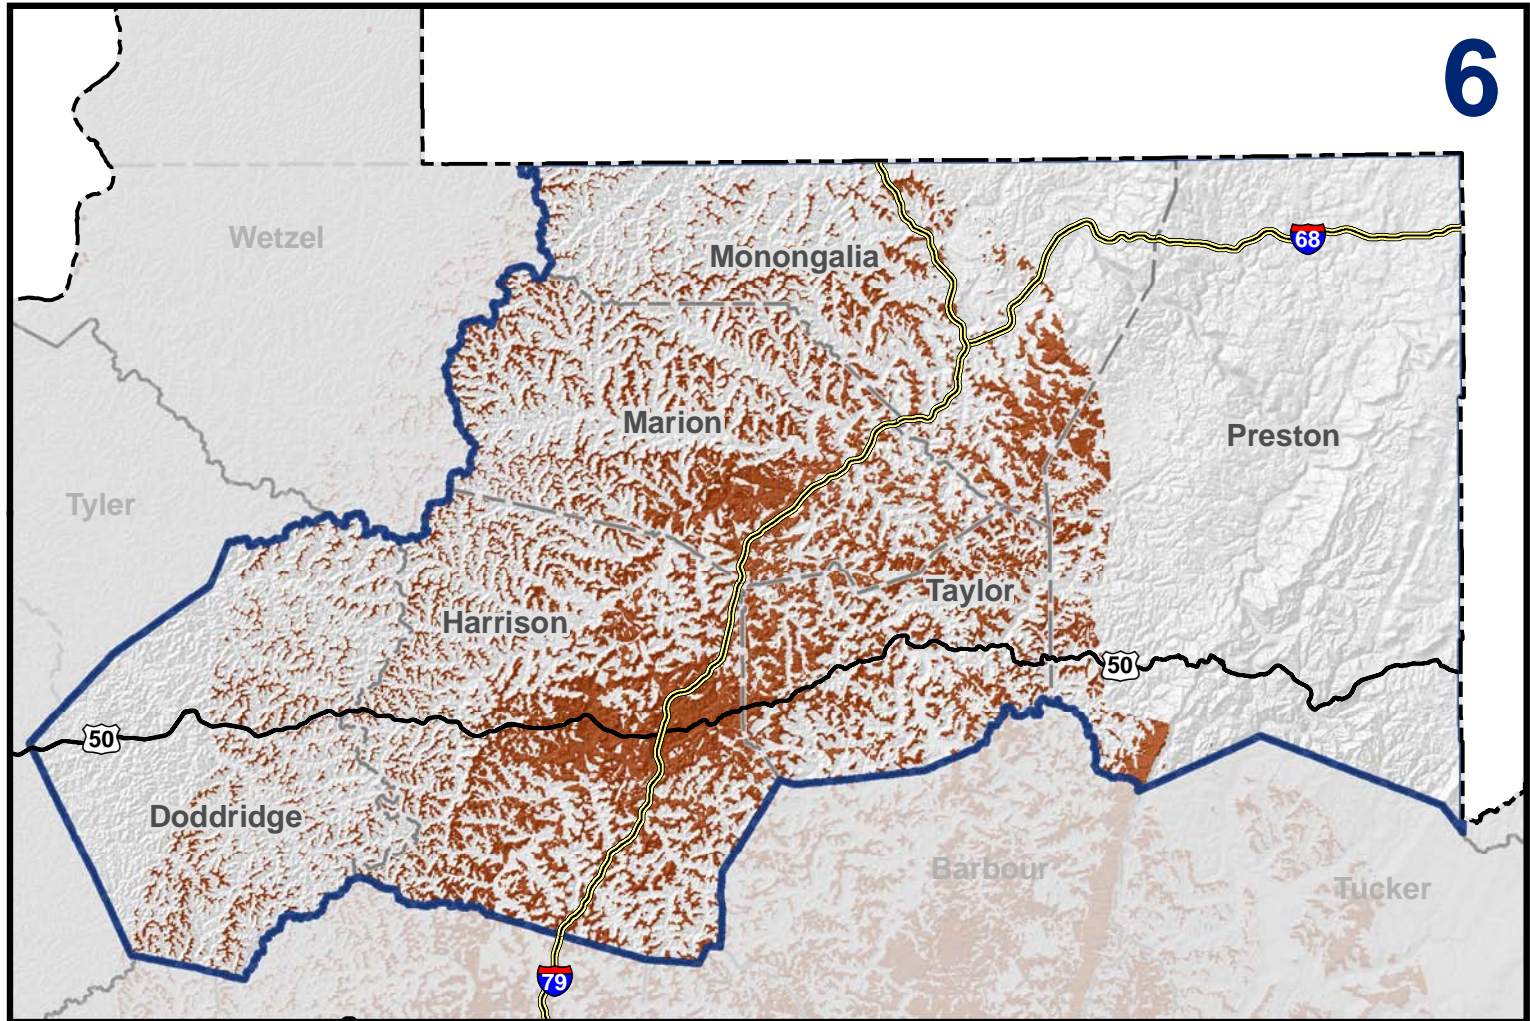 6
Wetzel
Monongalia
68
Marion
Preston
Tyler
Taylor
Harrison
50
50
Doddridge
Barbour
Tucker
79